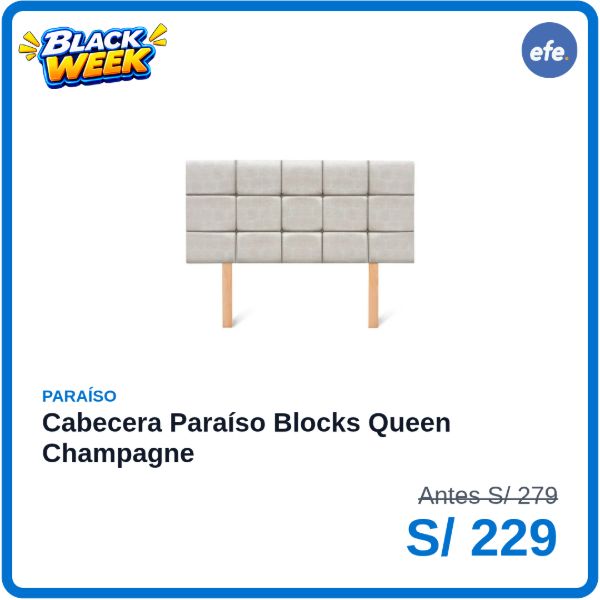 BLACK
WEEK
efe.
PARAÍSO
Cabecera Paraíso Blocks Queen
Champagne
Antes S/ 279
S/ 229